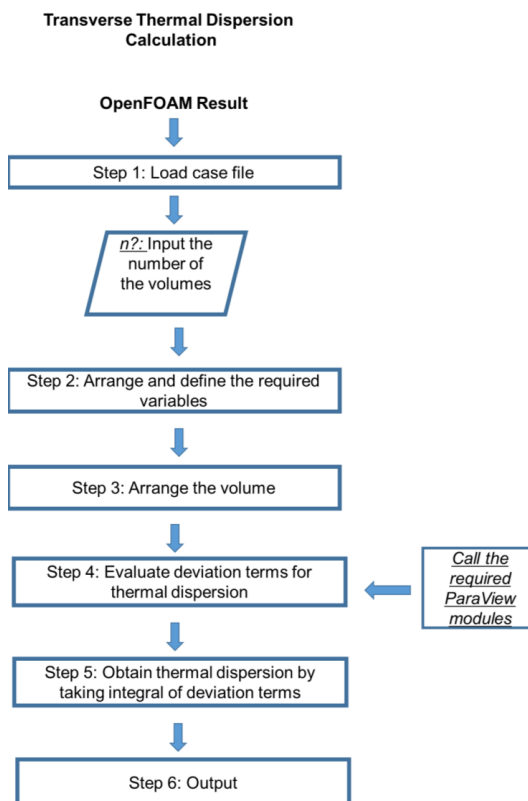 Transverse Thermal Dispersion
Calculation
OpenFOAM Result
Step 1: Load case file
n?: Input the
number of
the volumes
Step 2: Arrange and define the required
variables
Step 3: Arrange the volume
Step 4: Evaluate deviation terms for
thermal dispersion
Call the
required
ParaView
modules
Step 5: Obtain thermal dispersion by
taking integral of deviation terms
Step 6: Output